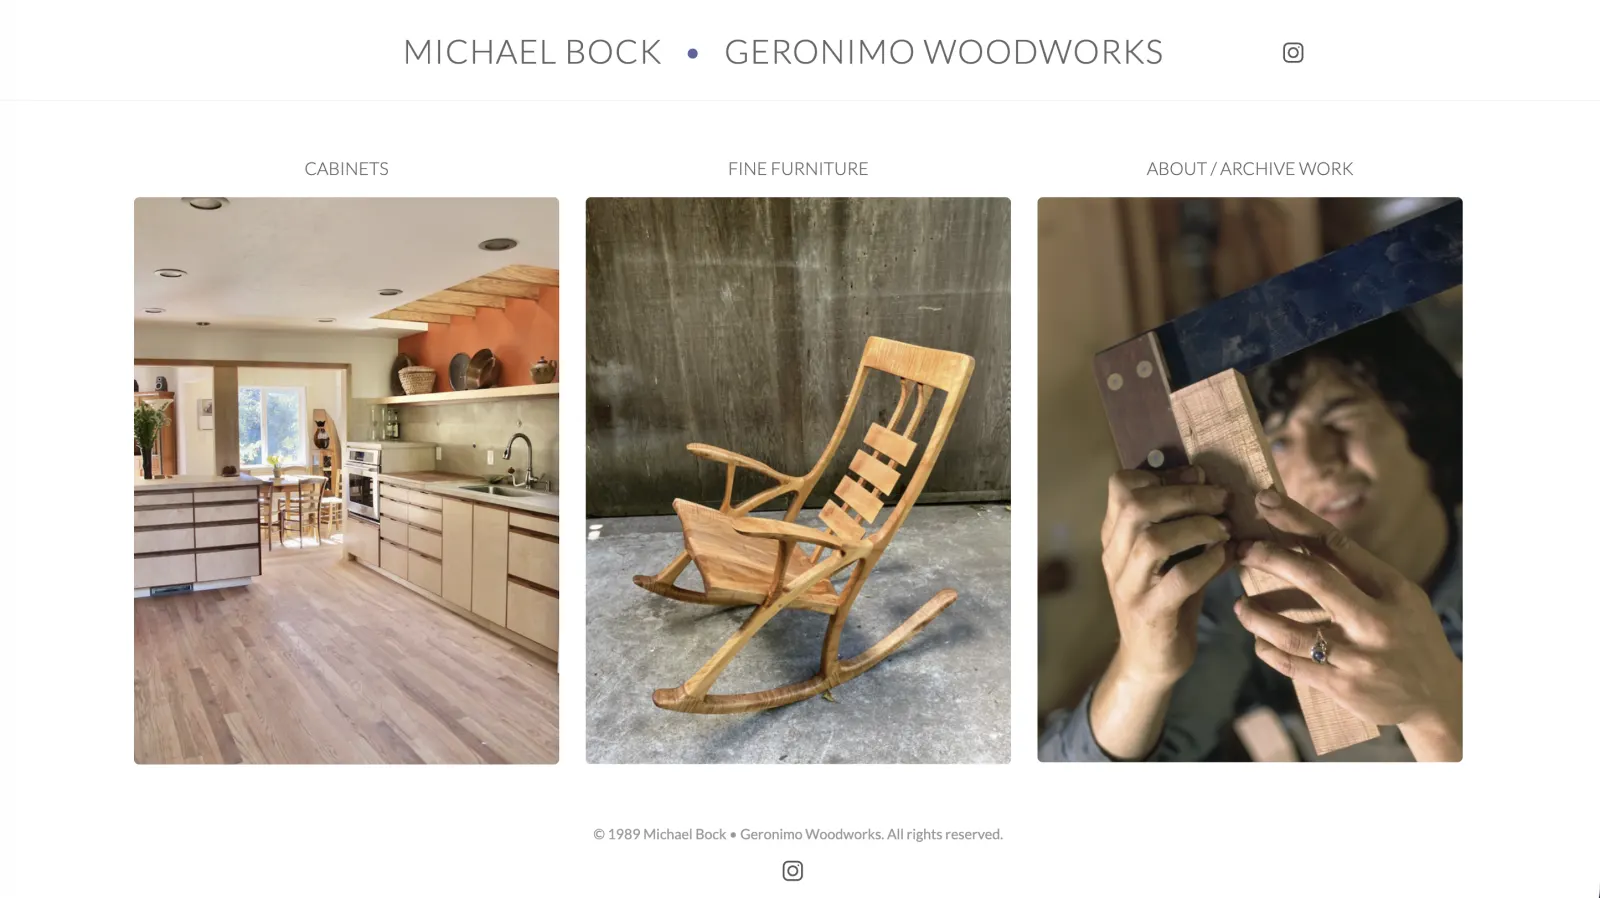 MICHAEL BOCK • GERONIMO WOODWORKS
CABINETS
FINE FURNITURE
ABOUT / ARCHIVE WORK
© 1989 Michael Bock • Geronimo Woodworks. All rights reserved.